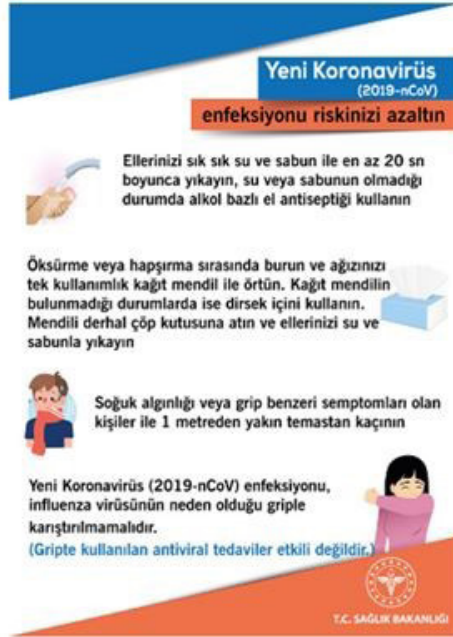 Yeni Koronavirüs
(2019-nCoV)
enfeksiyonu riskinizi azaltın
Ellerinizi sık sık su ve sabun ile en az 20 sn
boyunca yıkayın, su veya sabunun olmadığı
durumda alkol bazlı el antiseptiği kullanın
Öksürme veya hapşırma sırasında burun ve ağızınızı
tek kullanımlık kağıt mendil ile örtün. Kağıt mendilin
bulunmadığı durumlarda ise dirsek içini kullanın.
Mendili derhal çöp kutusuna atın ve ellerinizi su ve
sabunla yıkayın
Soğuk algınlığı veya grip benzeri semptomları olan
kişiler ile 1 metreden yakın temastan kaçının
Yeni Koronavirüs (2019-nCoV) enfeksiyonu,
influenza virüsünün neden olduğu griple
karıştırılmamalıdır.
(Gripte kullanılan antiviral tedaviler etkili değildir.)
T.C. SAĞLIK BAKANLIĞI